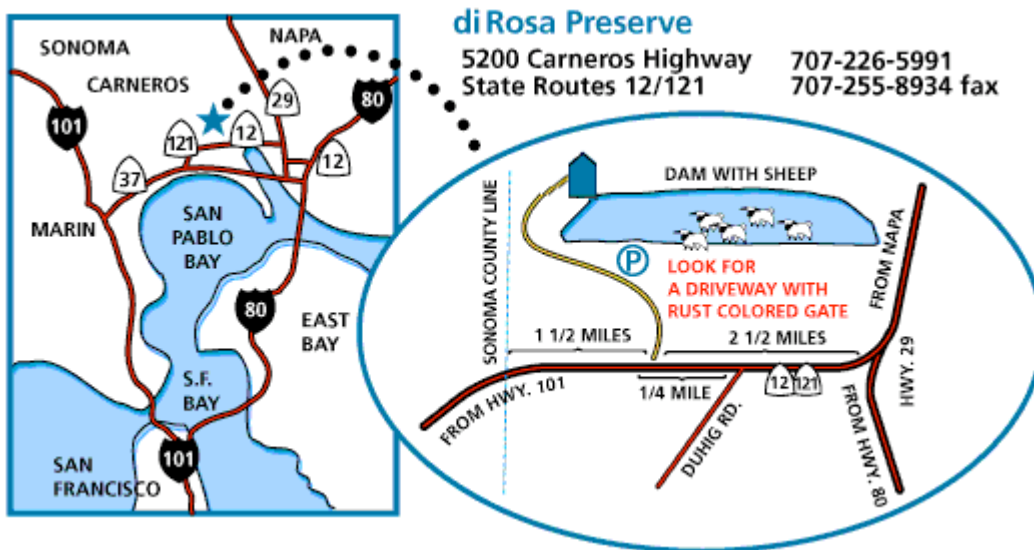 di Rosa Preserve
5200 Carneros Highway 707-226-5991
State Routes 12/121 707-255-8934 fax
SONOMA
NAPA
CARNEROS
29
80
101
121
12
12
37
MARIN
SAN
PABLO
BAY
80
EAST
BAY
S.F.
BAY
101
SAN
FRANCISCO
SONOMA COUNTY LINE
DAM WITH SHEEP
P
LOOK FOR
A DRIVEWAY WITH
RUST COLORED GATE
FROM NAPA
1 1/2 MILES
2 1/2 MILES
HWY. 29
FROM HWY. 101
1/4 MILE
12
121
DUHIG RD.
FROM HWY. 80